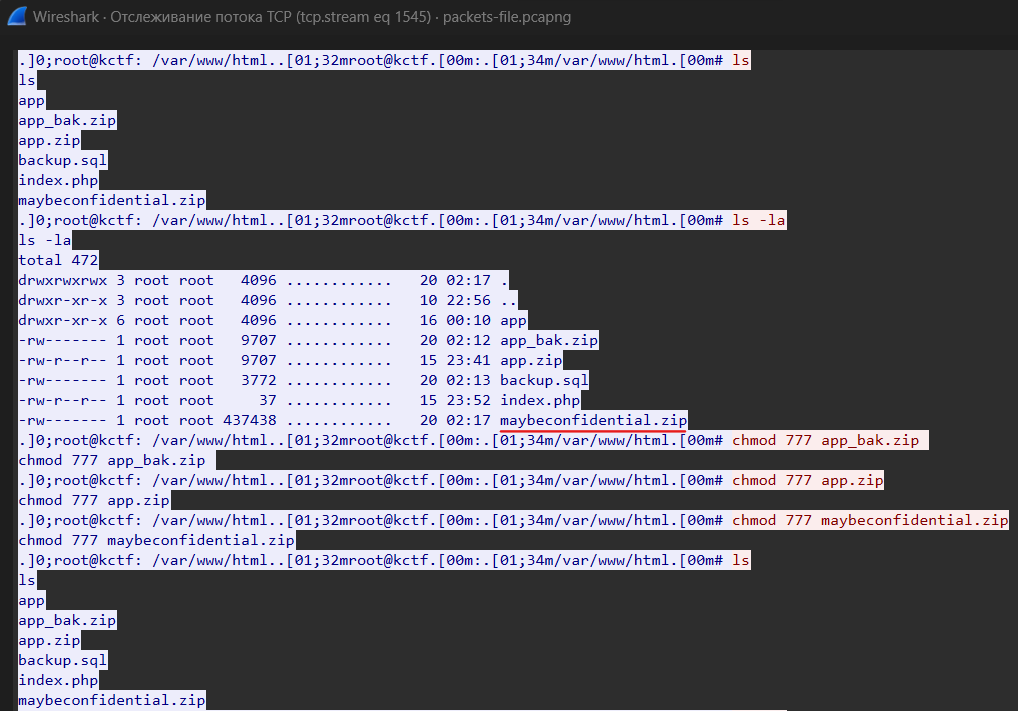 Wireshark · Отслеживание потока TCP (tcp.stream eq 1545) · packets-file.pcapng
.]0;root@kctf: /var/www/html..[01;32mroot@kctf.[00m:.[01;34m/var/www/html.[00m# ls
ls
app
app_bak.zip
app.zip
backup.sql
index.php
maybeconfidential.zip
.]0;root@kctf: /var/www/html..[01;32mroot@kctf.[00m:.[01;34m/var/www/html.[00m# ls -la
ls -la
total 472
drwxrwxrwx 3 root root   4096 ............   20 02:17 .
drwxr-xr-x 3 root root   4096 ............   10 22:56 ..
drwxr-xr-x 6 root root   4096 ............   16 00:10 app
-rw------- 1 root root   9707 ............   20 02:12 app_bak.zip
-rw-r--r-- 1 root root   9707 ............   15 23:41 app.zip
-rw------- 1 root root   3772 ............   20 02:13 backup.sql
-rw-r--r-- 1 root root     37 ............   15 23:52 index.php
-rw------- 1 root root 437438 ............   20 02:17 maybeconfidential.zip
.]0;root@kctf: /var/www/html..[01;32mroot@kctf.[00m:.[01;34m/var/www/html.[00m# chmod 777 app_bak.zip
chmod 777 app_bak.zip
.]0;root@kctf: /var/www/html..[01;32mroot@kctf.[00m:.[01;34m/var/www/html.[00m# chmod 777 app.zip
chmod 777 app.zip
.]0;root@kctf: /var/www/html..[01;32mroot@kctf.[00m:.[01;34m/var/www/html.[00m# chmod 777 maybeconfidential.zip
chmod 777 maybeconfidential.zip
.]0;root@kctf: /var/www/html..[01;32mroot@kctf.[00m:.[01;34m/var/www/html.[00m# ls
ls
app
app_bak.zip
app.zip
backup.sql
index.php
maybeconfidential.zip